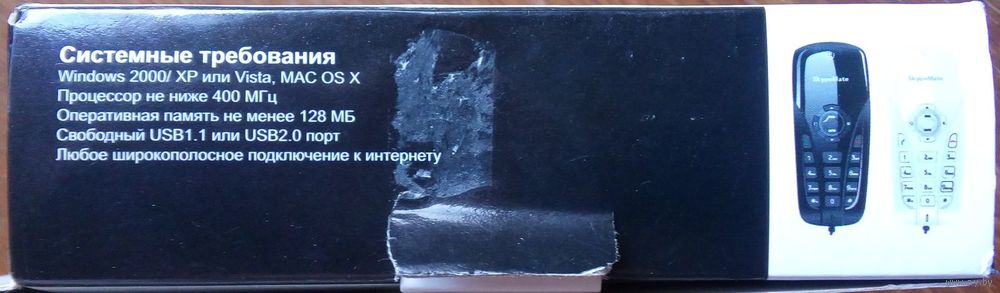 Системные требования
Windows 2000/ XP или Vista, MAC OS X
Процессор не ниже 400 МГц
Оперативная память не менее 128 МБ
Свободный USB1.1 или USB2.0 порт
Любое широкополосное подключение к интернету
SkypeMate
SkypeMate